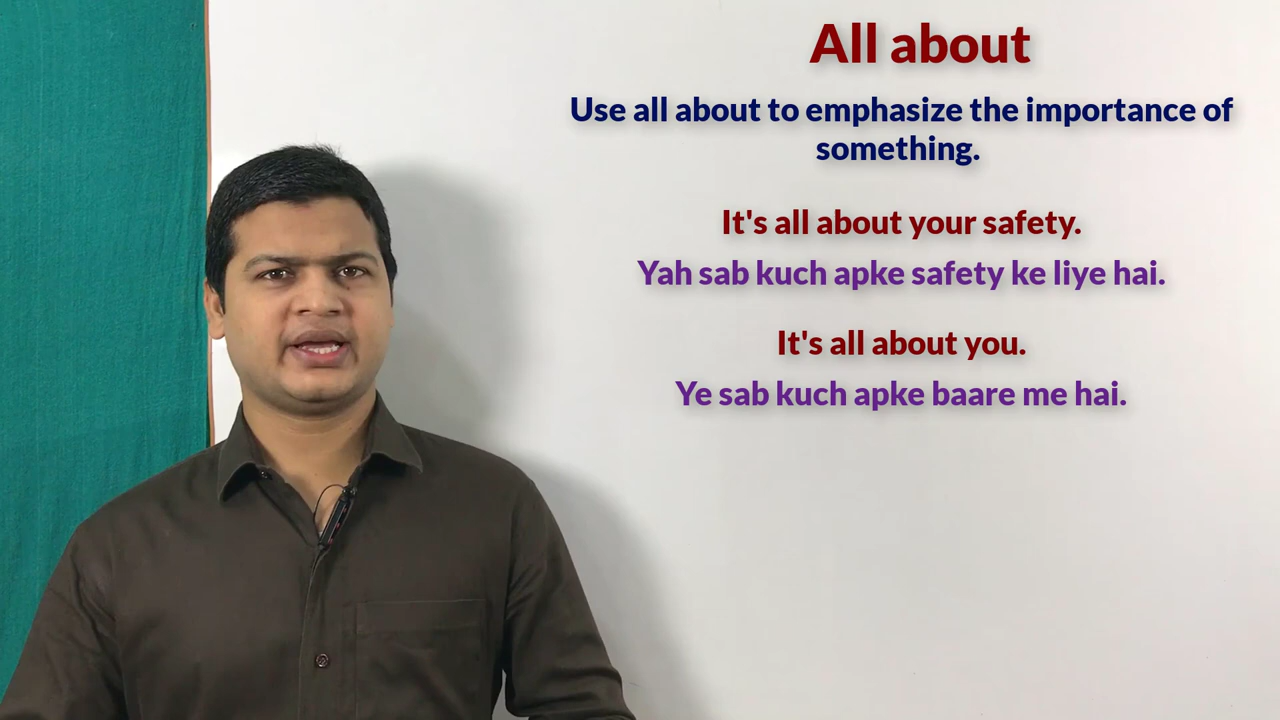 All about
Use all about to emphasize the importance of
something.
It's all about your safety.
Yah sab kuch apke safety ke liye hai.
It's all about you.
Ye sab kuch apke baare me hai.